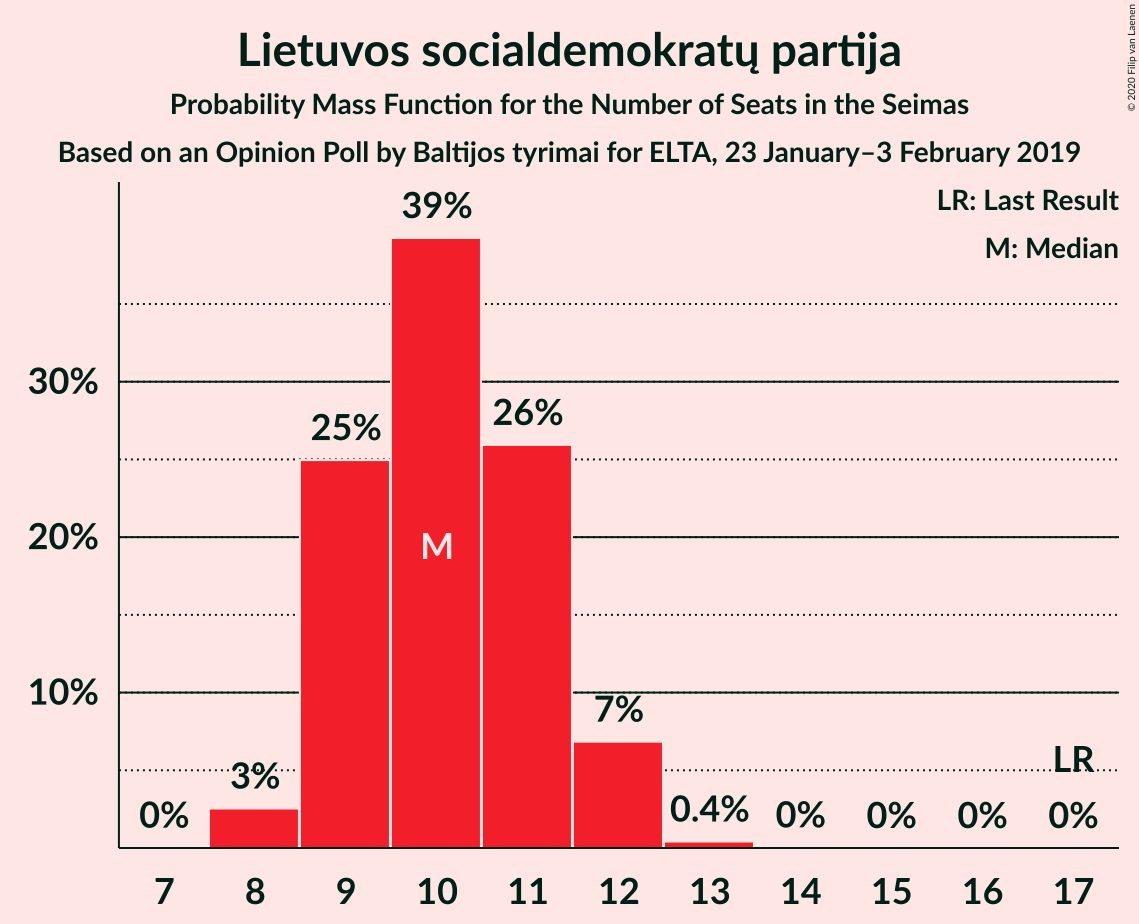 Lietuvos socialdemokratų partija
Probability Mass Function for the Number of Seats in the Seimas
Based on an Opinion Poll by Baltijos tyrimai for ELTA, 23 January–3 February 2019
© 2020 Filip van Laenen
LR: Last Result
M: Median
39%
30%
26%
25%
20%
M
10%
7%
LR
3%
0%
0.4%
0%
0%
0%
0%
7 8 9 10 11 12 13 14 15 16 17